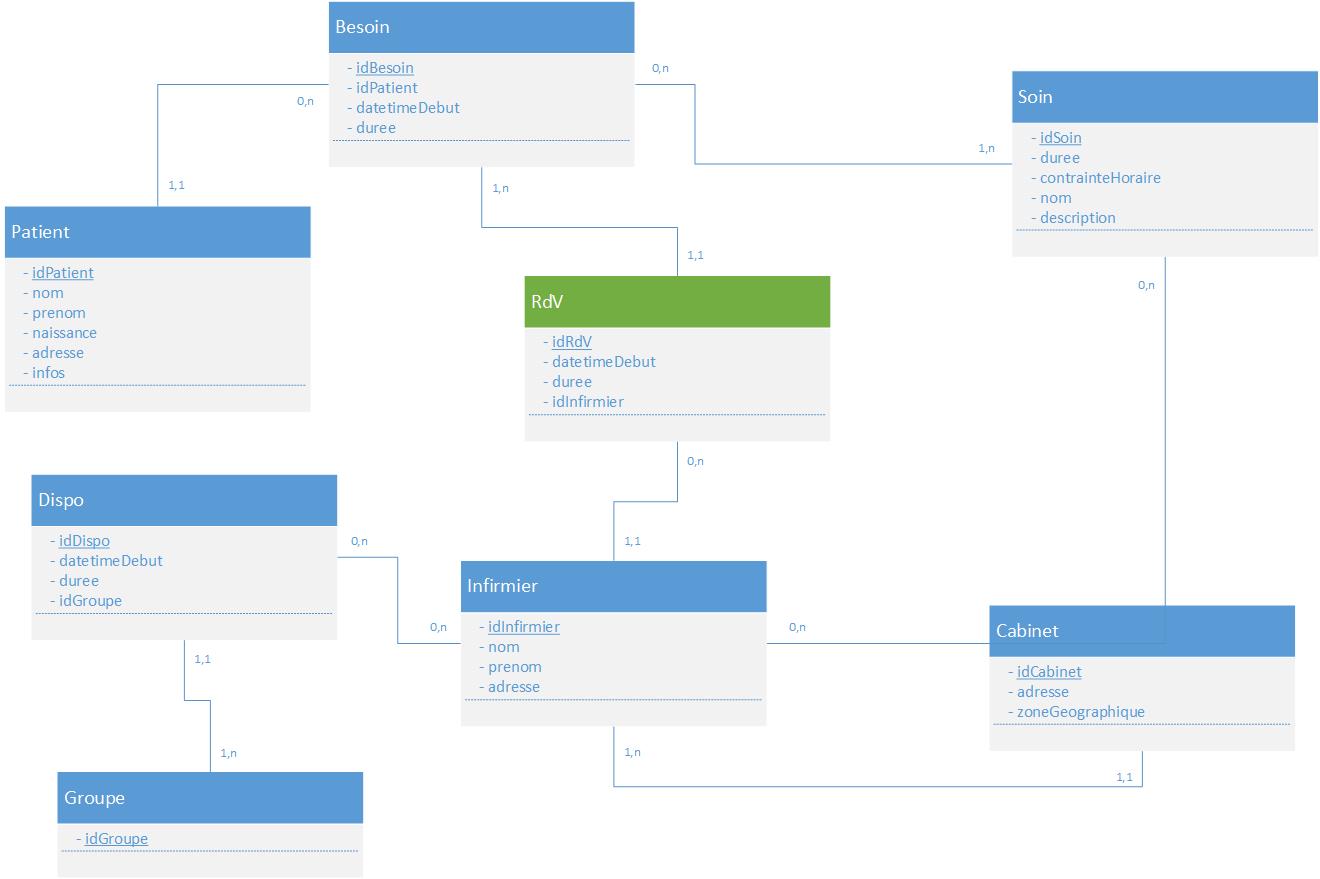 Besoin
- idBesoin
- idPatient
- datetimeDebut
- duree
0,n
0,n
1,n
Soin
- idSoin
- duree
- contrainteHoraire
- nom
- description
1,n
0,n
1,1
Patient
- idPatient
- nom
- prenom
- naissance
- adresse
- infos
1,1
RdV
- idRdV
- datetimeDebut
- duree
- idInfirmier
0,n
Dispo
- idDispo
- datetimeDebut
- duree
- idGroupe
0,n
1,1
1,1
Infirmier
- idInfirmier
- nom
- prenom
- adresse
0,n
0,n
1,n
Cabinet
- idCabinet
- adresse
- zoneGeographique
1,1
1,n
Groupe
- idGroupe